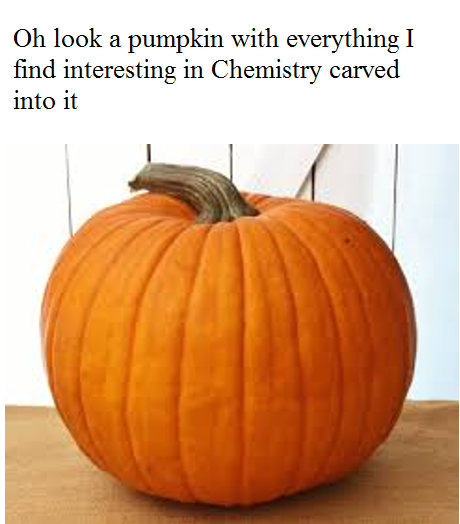 Oh look a pumpkin with everything I
find interesting in Chemistry carved
into it